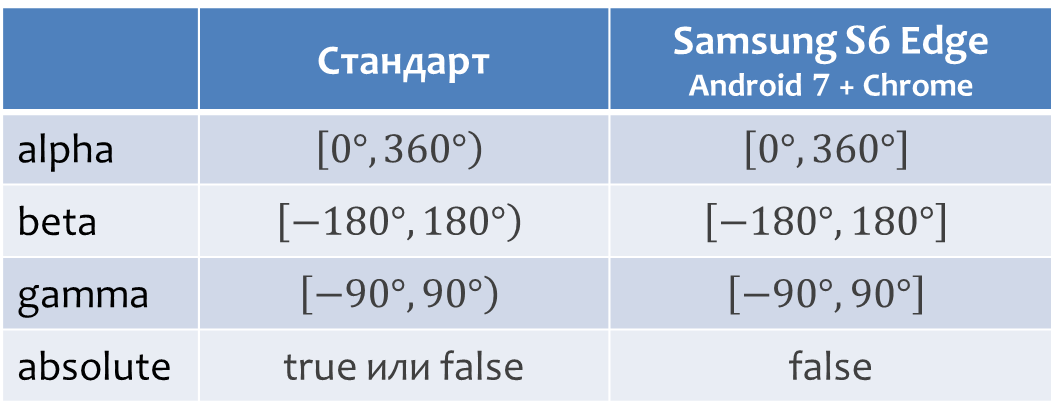 Стандарт
Samsung S6 Edge
Android 7 + Chrome
alpha [0°, 360°) [0°, 360°]
beta [−180°, 180°) [−180°, 180°]
gamma [−90°, 90°) [−90°, 90°]
absolute true или false false